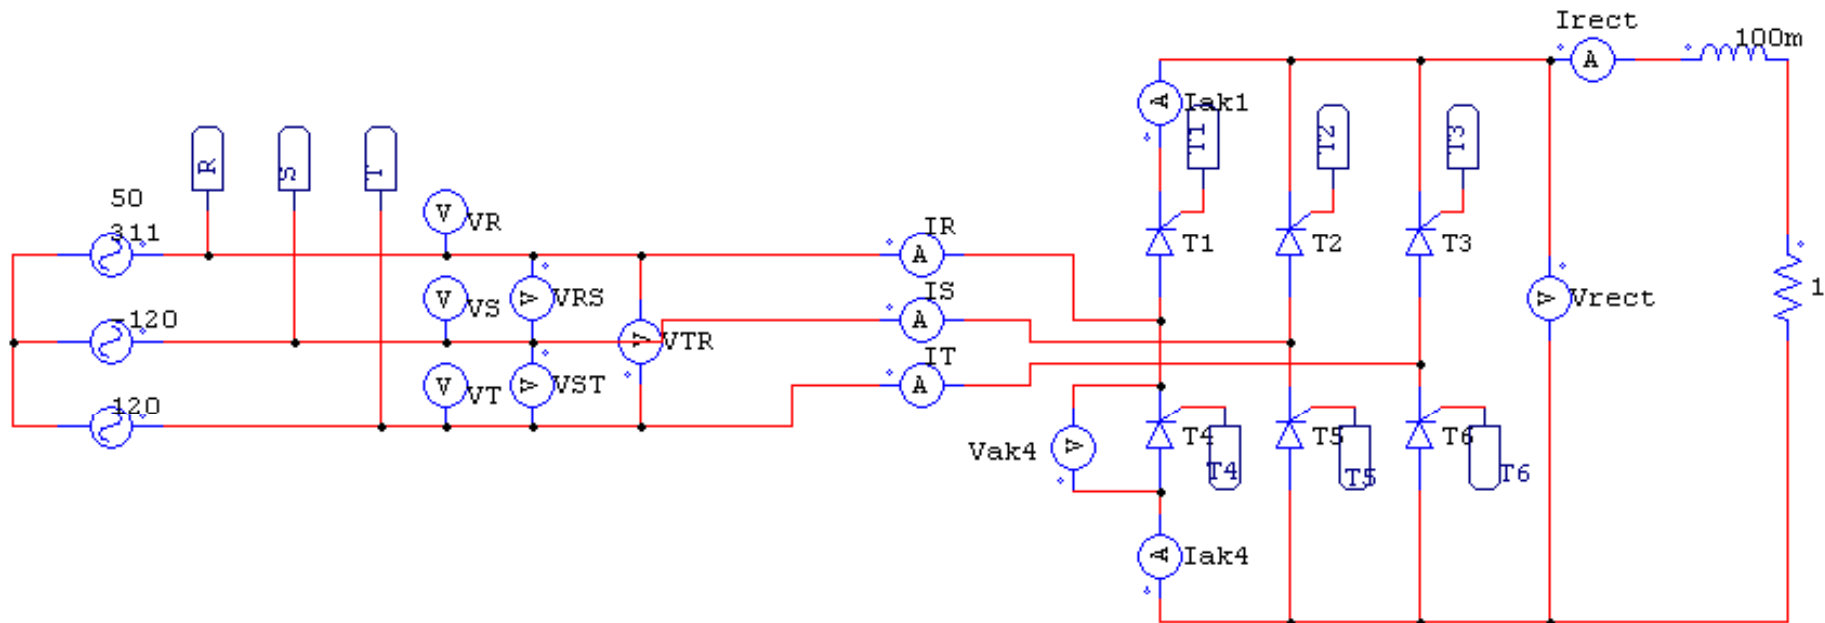 Irect
100m
Iak1
T1
T2
T3
R
S
T
50
311
VR
IR
T1
T2
T3
VS
VRS
IS
Vrect
1
-120
VTR
IT
VT
VST
120
Vak4
T4
T4
T5
T5
T6
T6
Iak4
V
V
V
V
V
V
V
V
A
A
A
A
A
A